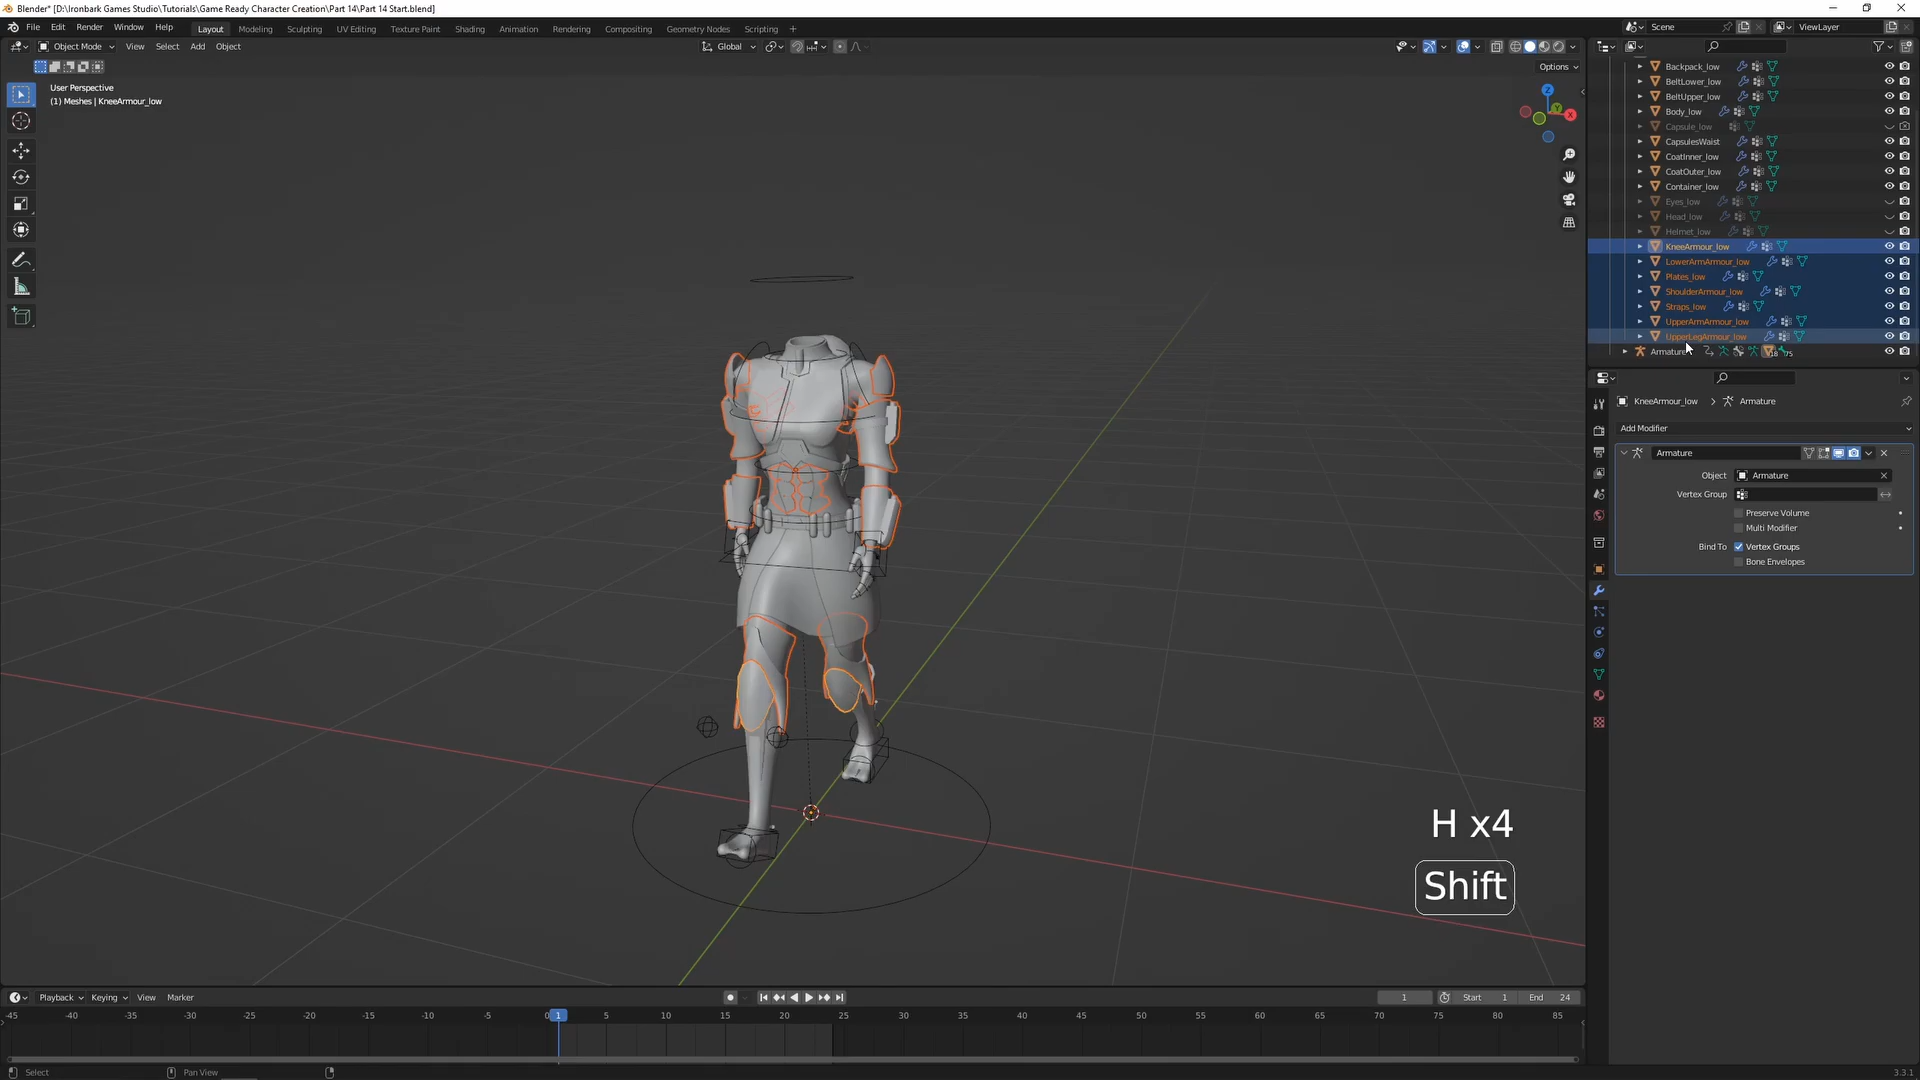 Blender* [D:\Ironbark Games Studio\Tutorials\Game Ready Character Creation\Part 14\Part 14 Start.blend]
File Edit Render Window Help Layout Modeling Sculpting UV Editing Texture Paint Shading Animation Rendering Compositing Geometry Nodes Scripting + Scene ViewLayer
Object Mode View Select Add Object Global
Options
User Perspective
(1) Meshes | KneeArmour_low
Z
Y
X
Backpack_low
BeltLower_low
BeltUpper_low
Body_low
Capsule_low
CapsulesWaist
CoatInner_low
CoatOuter_low
Container_low
Eyes_low
Head_low
Helmet_low
KneeArmour_low
LowerArmArmour_low
Plates_low
ShoulderArmour_low
Straps_low
UpperArmArmour_low
UpperLegArmour_low
Armature 18 75
KneeArmour_low > Armature
Add Modifier
Armature
Object Armature
Vertex Group
Preserve Volume
Multi Modifier
Bind To Vertex Groups
Bone Envelopes
H x4
Shift
Playback Keying View Marker 1 Start 1 End 24
-45 -40 -35 -30 -25 -20 -15 -10 -5 0 1 5 10 15 20 25 30 35 40 45 50 55 60 65 70 75 80 85
Select Pan View 3.3.1